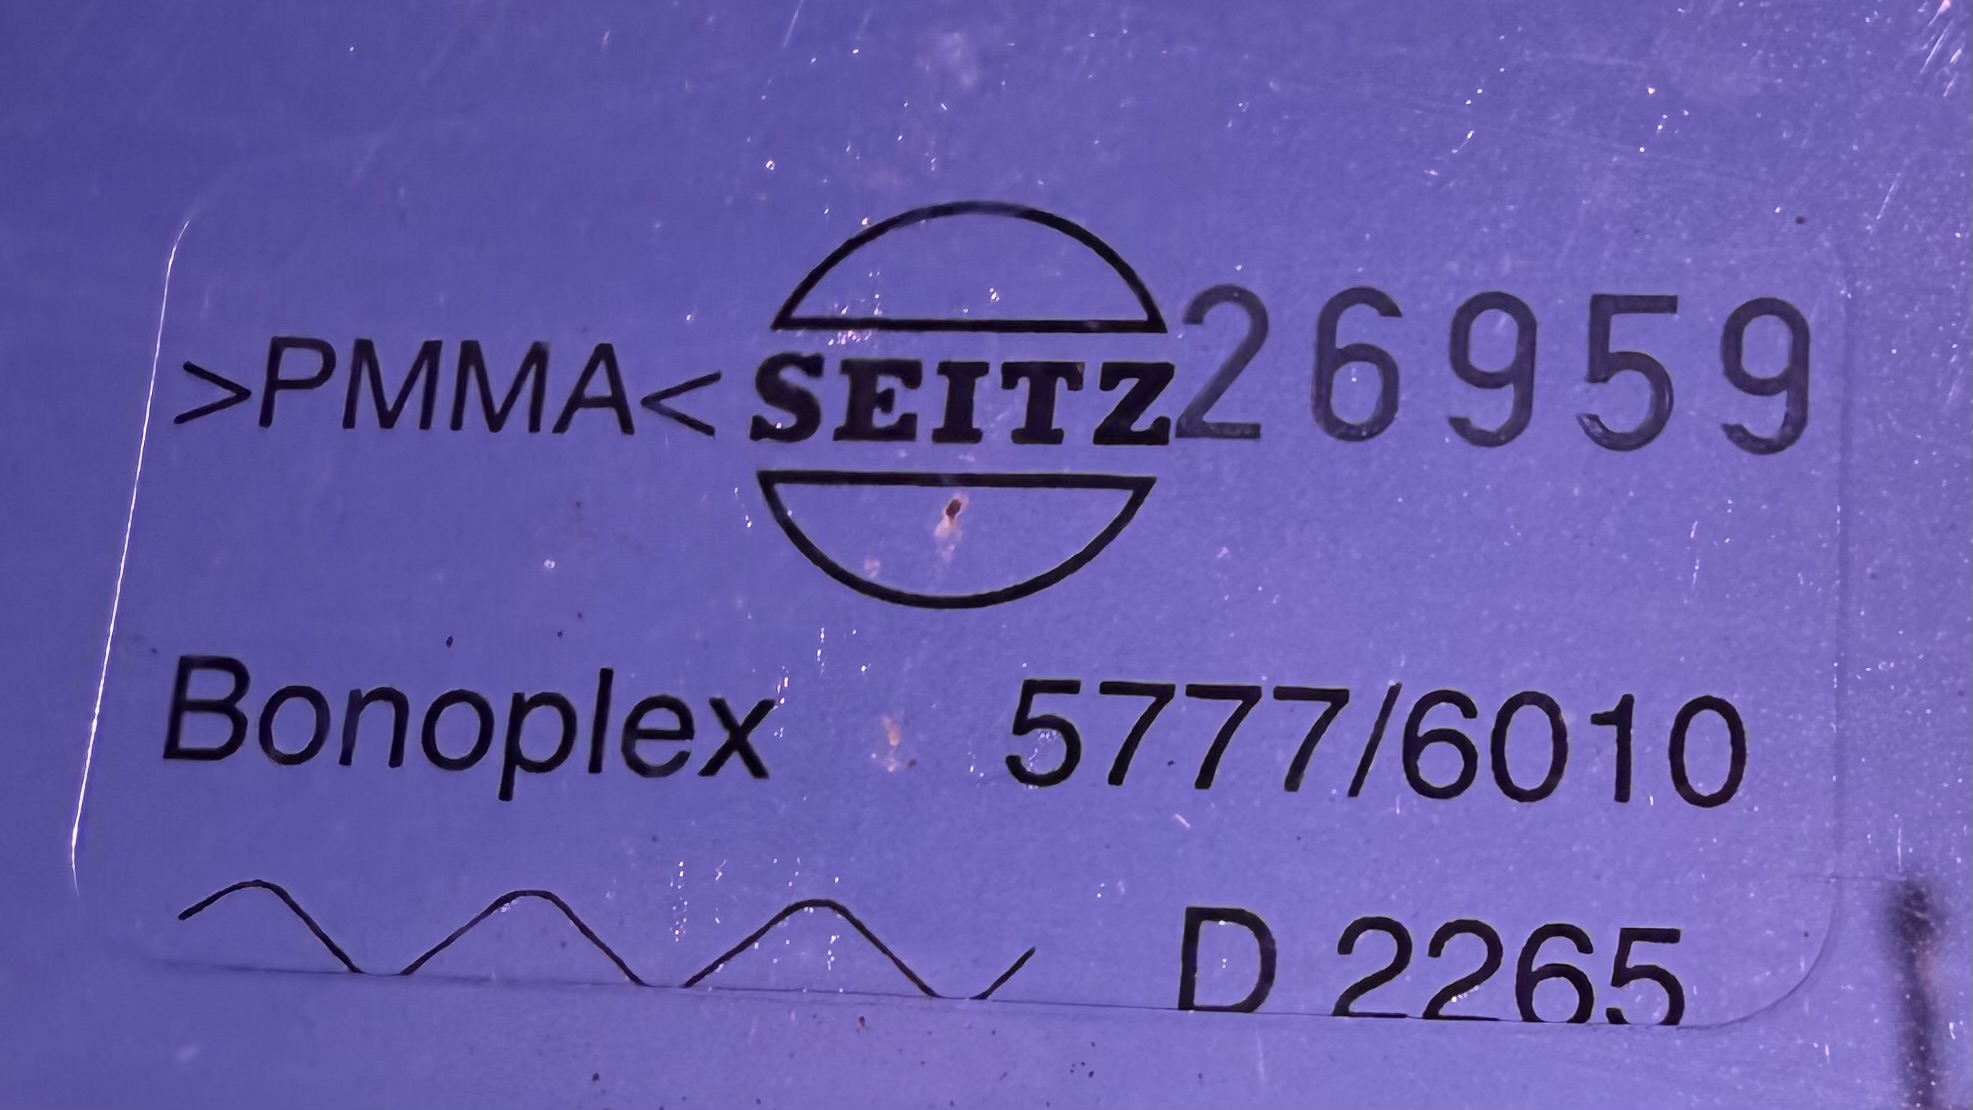 >PMMA< SEITZ 26959
Bonoplex 5777/6010
D 2265